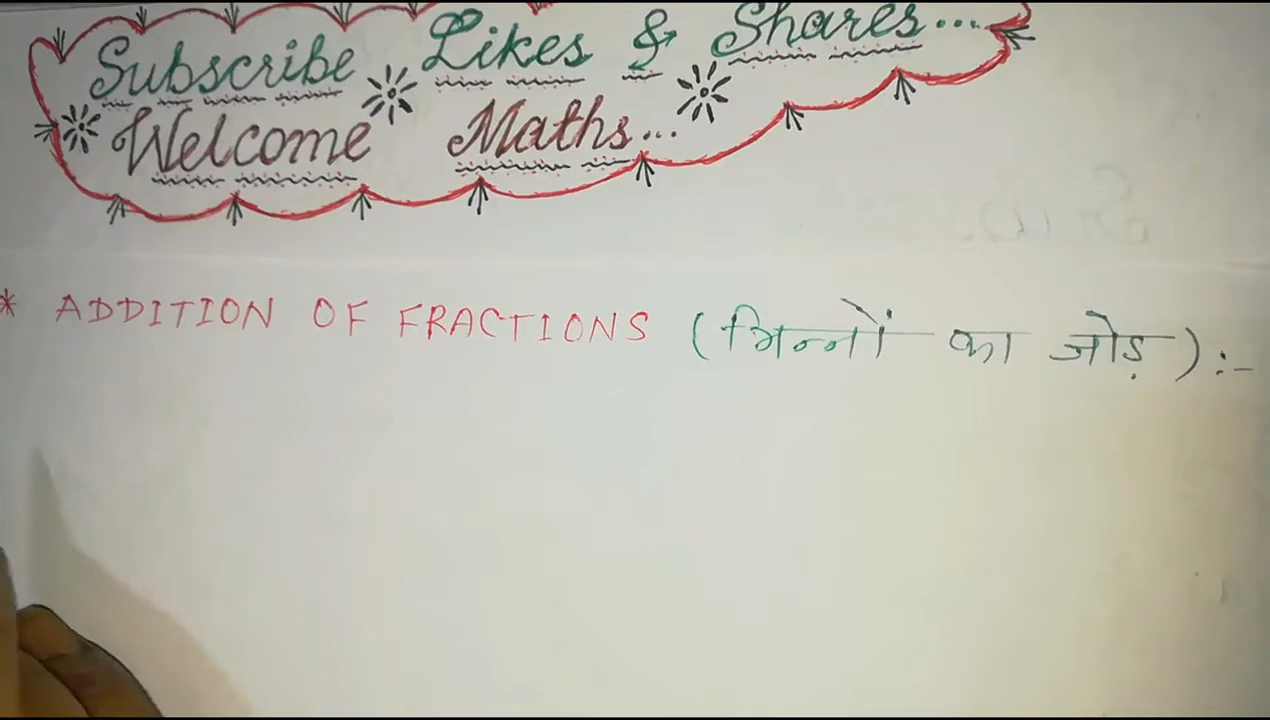 Subscribe Likes & Shares...
Welcome Maths...
* ADDITION OF FRACTIONS (भिन्नों का जोड़) :-